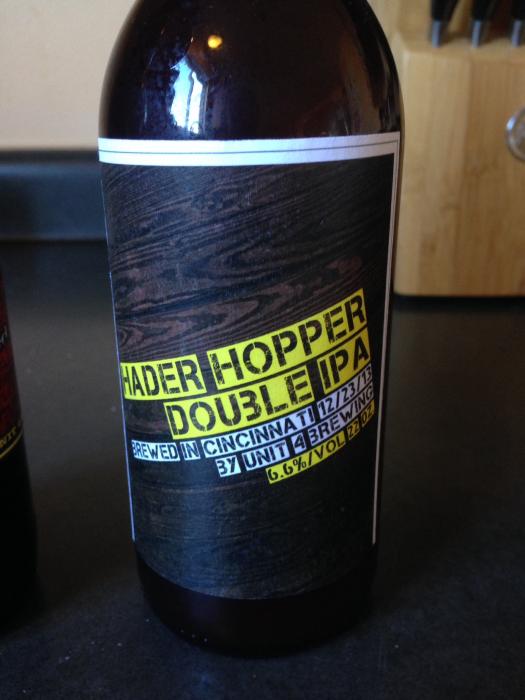 HADER HOPPER
DOUBLE IPA
BREWED IN CINCINNATI 12/23/13
BY UNIT 4 BREWING
6.6%/VOL 22 OZ.